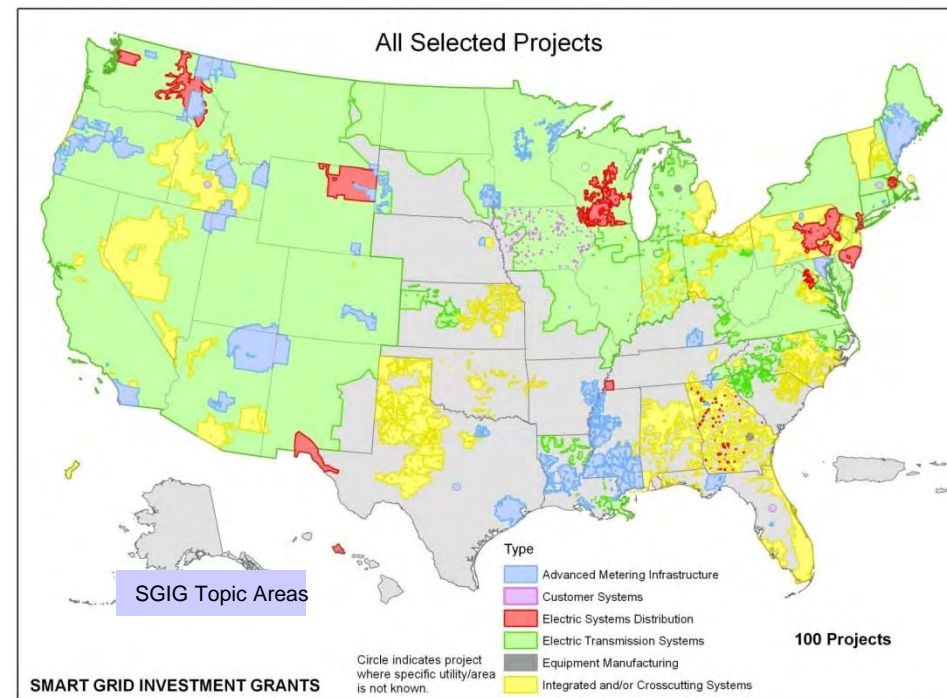 All Selected Projects
SGIG Topic Areas
Type
Advanced Metering Infrastructure
Customer Systems
Electric Systems Distribution
Electric Transmission Systems
Equipment Manufacturing
Integrated and/or Crosscutting Systems
Circle indicates project
where specific utility/area
is not known.
100 Projects
SMART GRID INVESTMENT GRANTS